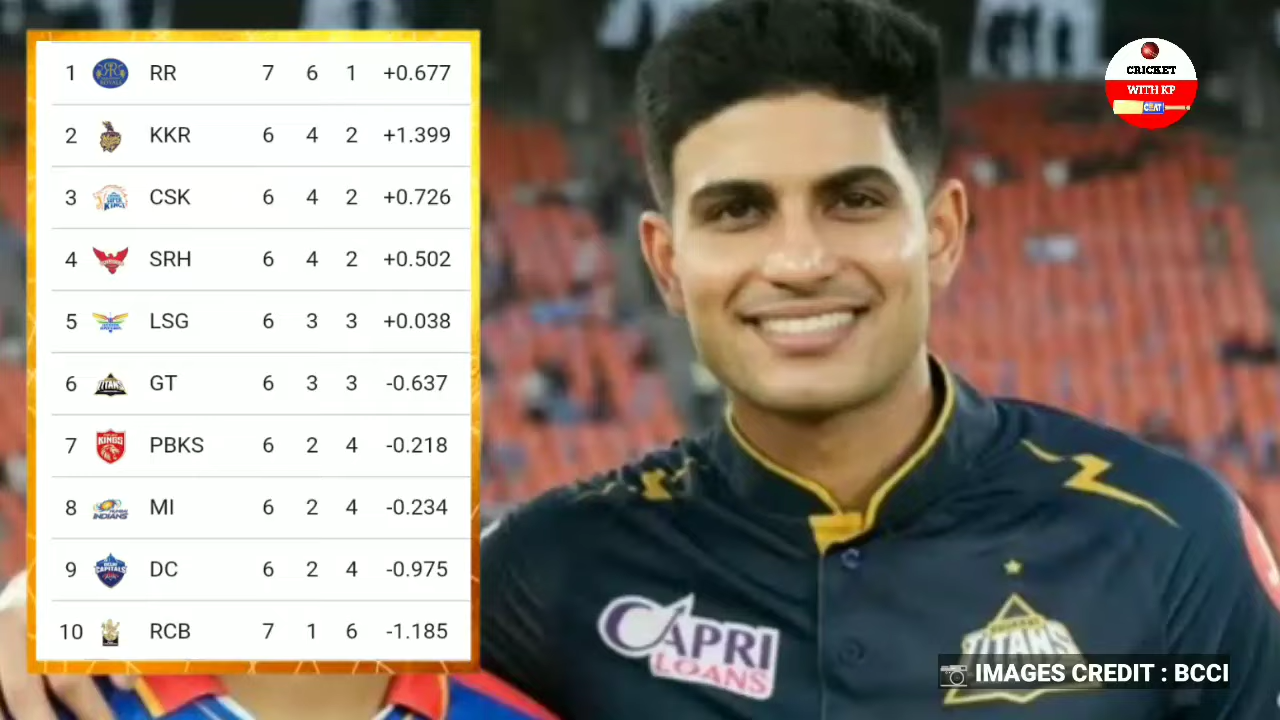 1 RR 7 6 1 +0.677
2 KKR 6 4 2 +1.399
3 CSK 6 4 2 +0.726
4 SRH 6 4 2 +0.502
5 LSG 6 3 3 +0.038
6 GT 6 3 3 -0.637
7 PBKS 6 2 4 -0.218
8 MI 6 2 4 -0.234
9 DC 6 2 4 -0.975
10 RCB 7 1 6 -1.185
CRICKET
WITH KP
CEAT
CAPRI
LOANS
TITANS
IMAGES CREDIT : BCCI